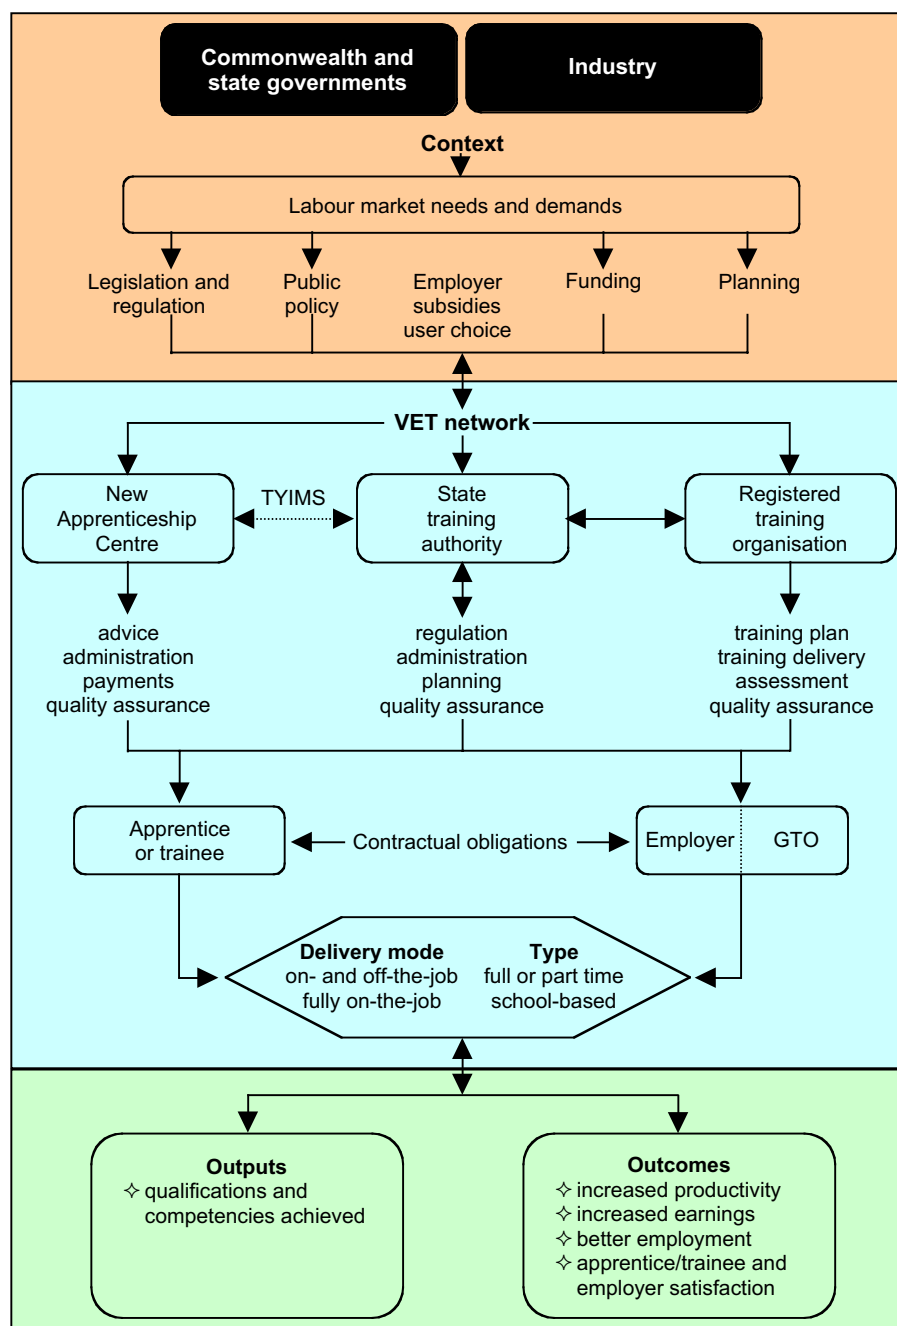 Commonwealth and
state governments
Industry
Context
Labour market needs and demands
Legislation and
regulation
Public
policy
Employer
subsidies
user choice
Funding
Planning
VET network
New
Apprenticeship
Centre
TYIMS
State
training
authority
Registered
training
organisation
advice
administration
payments
quality assurance
regulation
administration
planning
quality assurance
training plan
training delivery
assessment
quality assurance
Apprentice
or trainee
Contractual obligations
Employer
GTO
Delivery mode
on- and off-the-job
fully on-the-job
Type
full or part time
school-based
Outputs
✧ qualifications and
competencies achieved
Outcomes
✧ increased productivity
✧ increased earnings
✧ better employment
✧ apprentice/trainee and
employer satisfaction